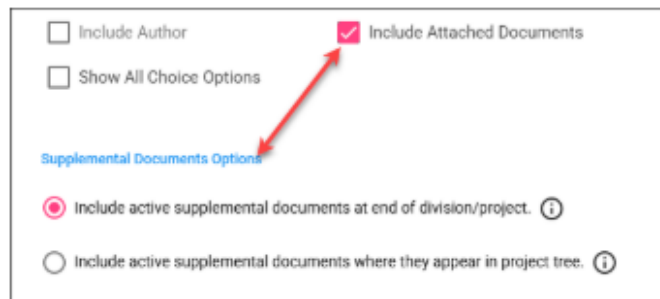 Include Author
Include Attached Documents
Show All Choice Options
Supplemental Documents Options
Include active supplemental documents at end of division/project.
Include active supplemental documents where they appear in project tree.